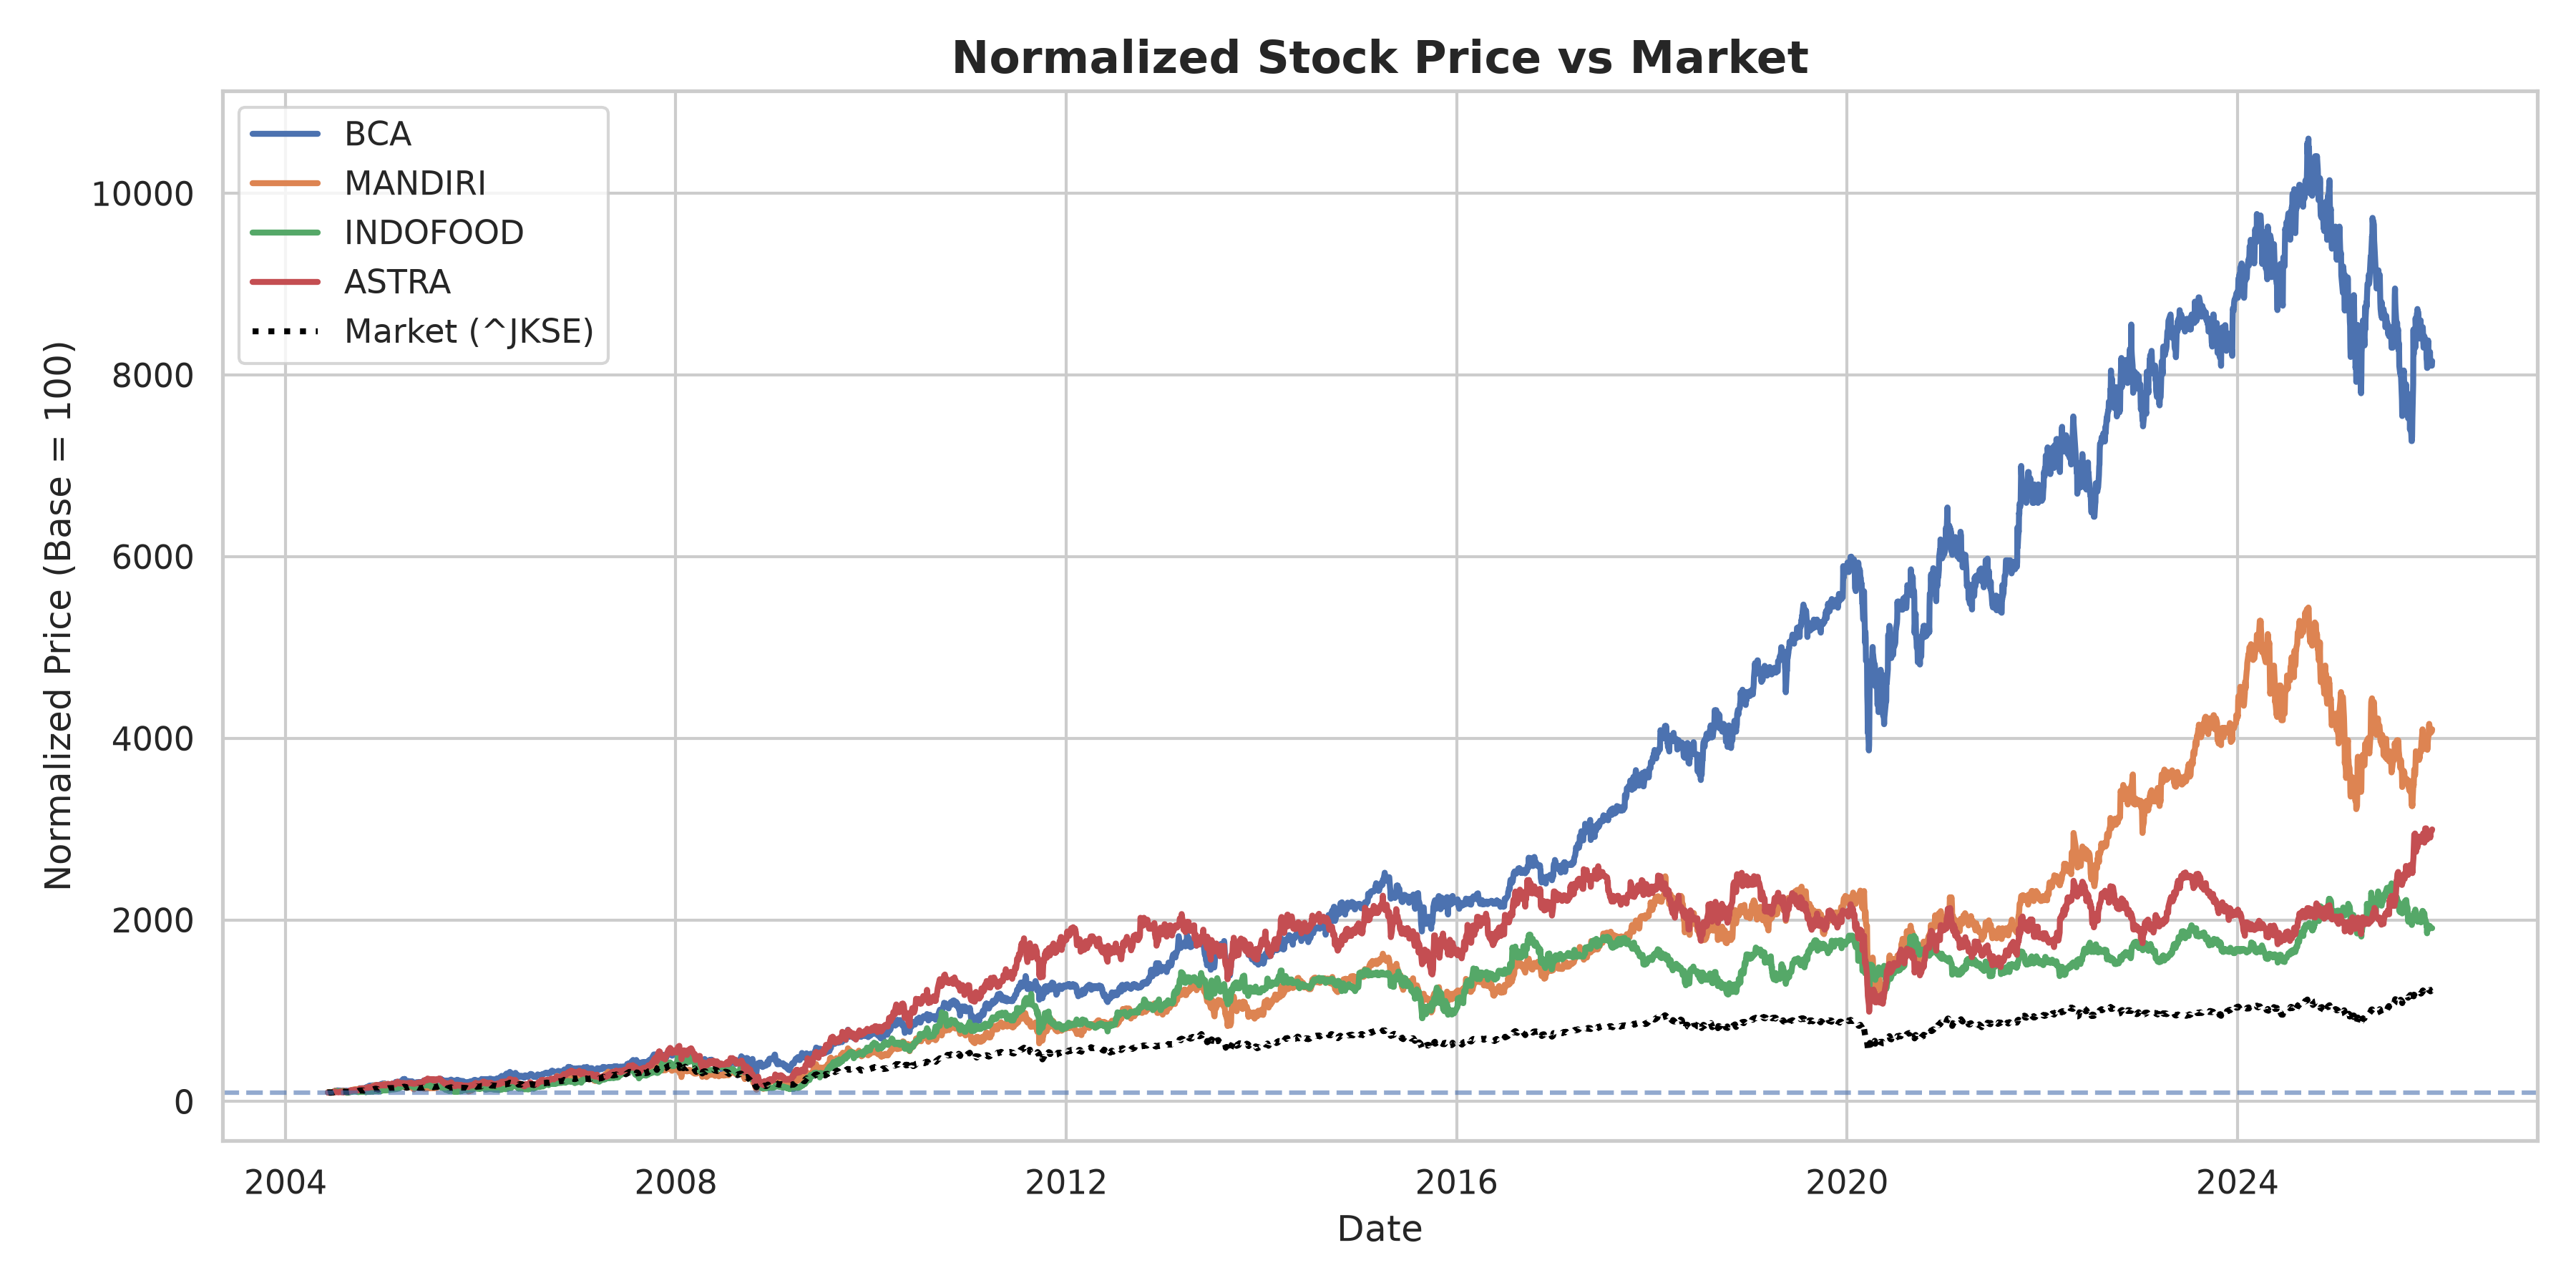 Normalized Stock Price vs Market
BCA
MANDIRI
INDOFOOD
ASTRA
Market (^JKSE)
Normalized Price (Base = 100)
10000
8000
6000
4000
2000
0
2004
2008
2012
2016
2020
2024
Date